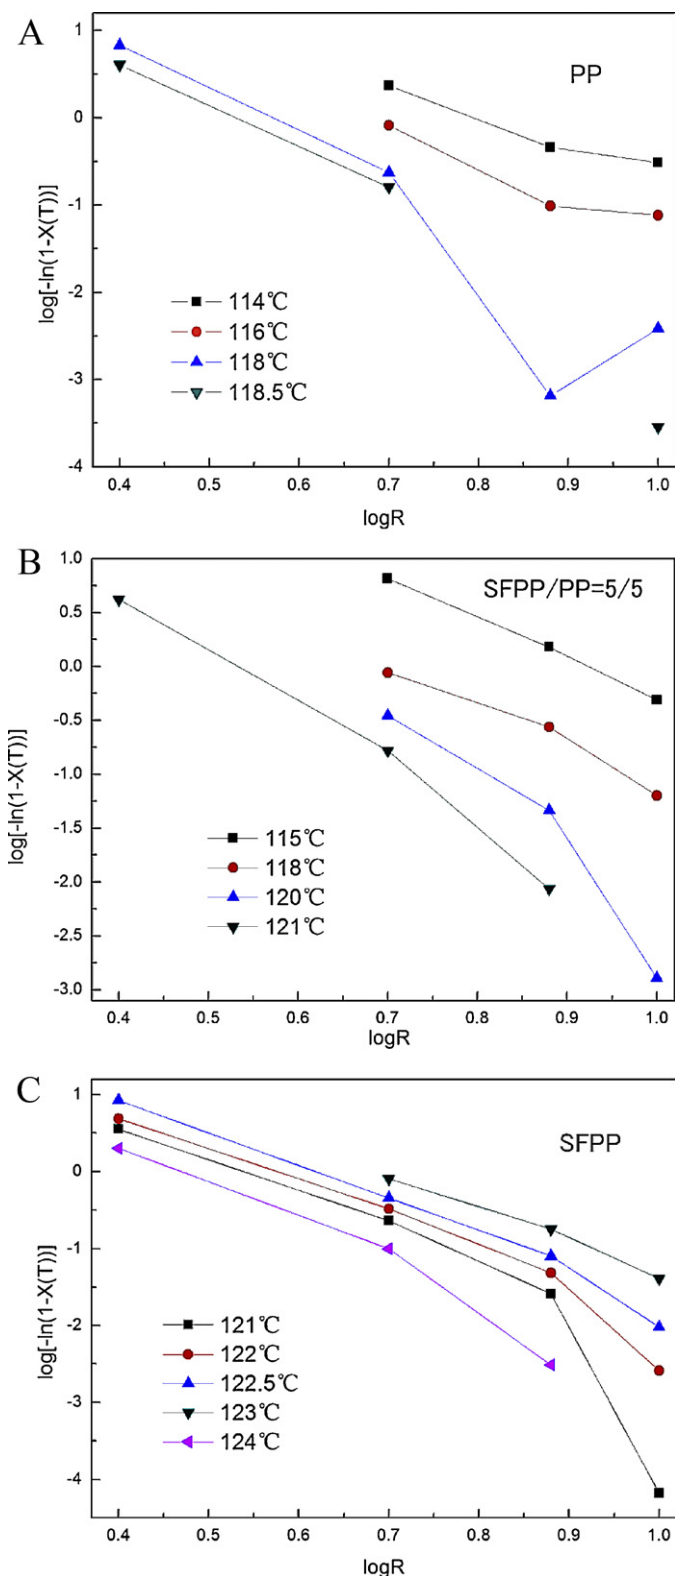 A
PP
log[-ln(1-X(T))]
1
0
-1
-2
-3
-4
114℃
116℃
118℃
118.5℃
0.4 0.5 0.6 0.7 0.8 0.9 1.0
logR
B
SFPP/PP=5/5
log[-ln(1-X(T))]
1.0
0.5
0.0
-0.5
-1.0
-1.5
-2.0
-2.5
-3.0
115℃
118℃
120℃
121℃
0.4 0.5 0.6 0.7 0.8 0.9 1.0
logR
C
SFPP
log[-ln(1-X(T))]
1
0
-1
-2
-3
-4
121℃
122℃
122.5℃
123℃
124℃
0.4 0.5 0.6 0.7 0.8 0.9 1.0
logR